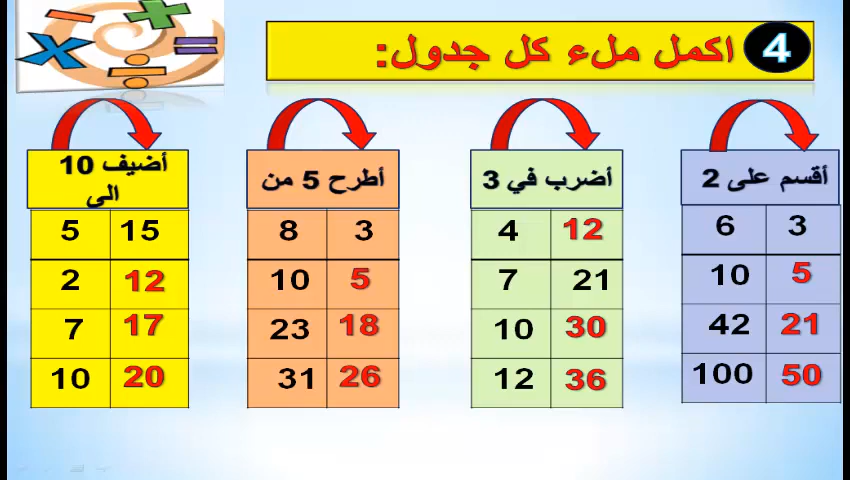 4 اكمل ملء كل جدول:
أقسم على 2
6 3
10 5
42 21
100 50
أضرب في 3
4 12
7 21
10 30
12 36
أطرح 5 من
8 3
10 5
23 18
31 26
أضيف 10
الى
5 15
2 12
7 17
10 20